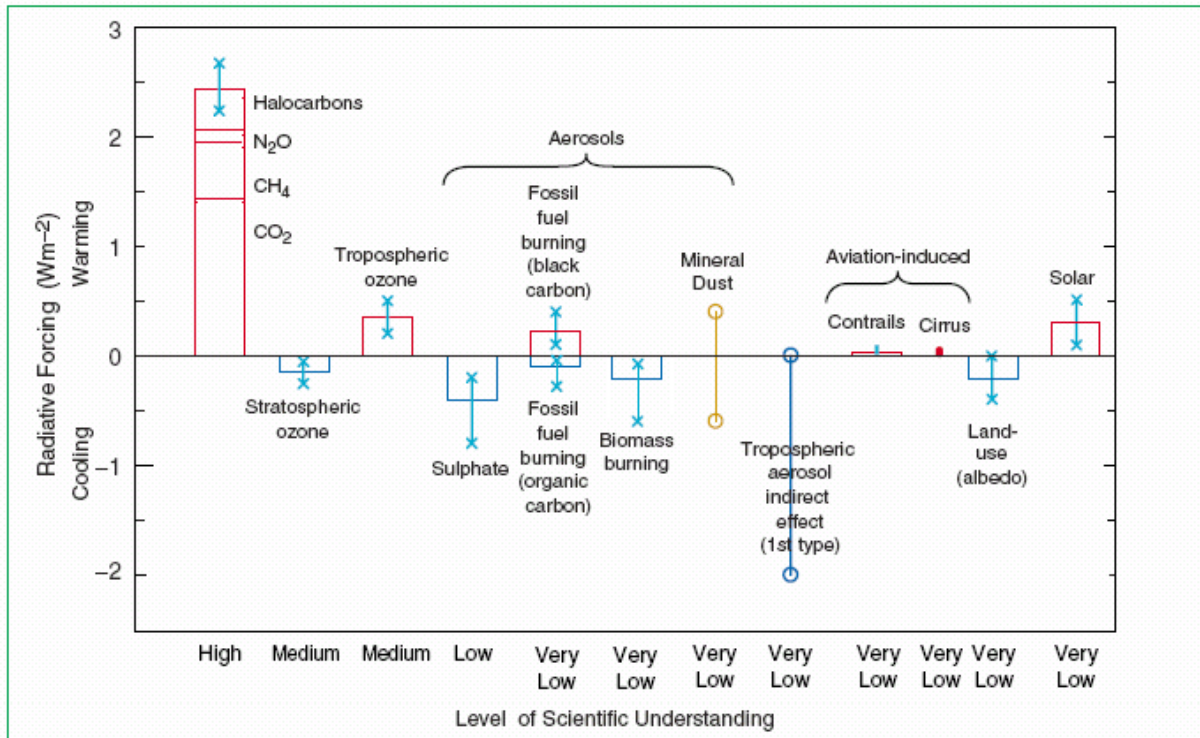 3
2
1
0
−1
−2
Radiative Forcing (Wm−2)
Cooling Warming
Halocarbons
N₂O
CH₄
CO₂
Stratospheric
ozone
Tropospheric
ozone
Aerosols
Sulphate
Fossil
fuel
burning
(black
carbon)
Fossil
fuel
burning
(organic
carbon)
Biomass
burning
Mineral
Dust
Tropospheric
aerosol
indirect
effect
(1st type)
Aviation-induced
Contrails Cirrus
Land-
use
(albedo)
Solar
High Medium Medium Low Very Very Very Very Very Very Very Very
Low Low Low Low Low Low Low Low
Level of Scientific Understanding